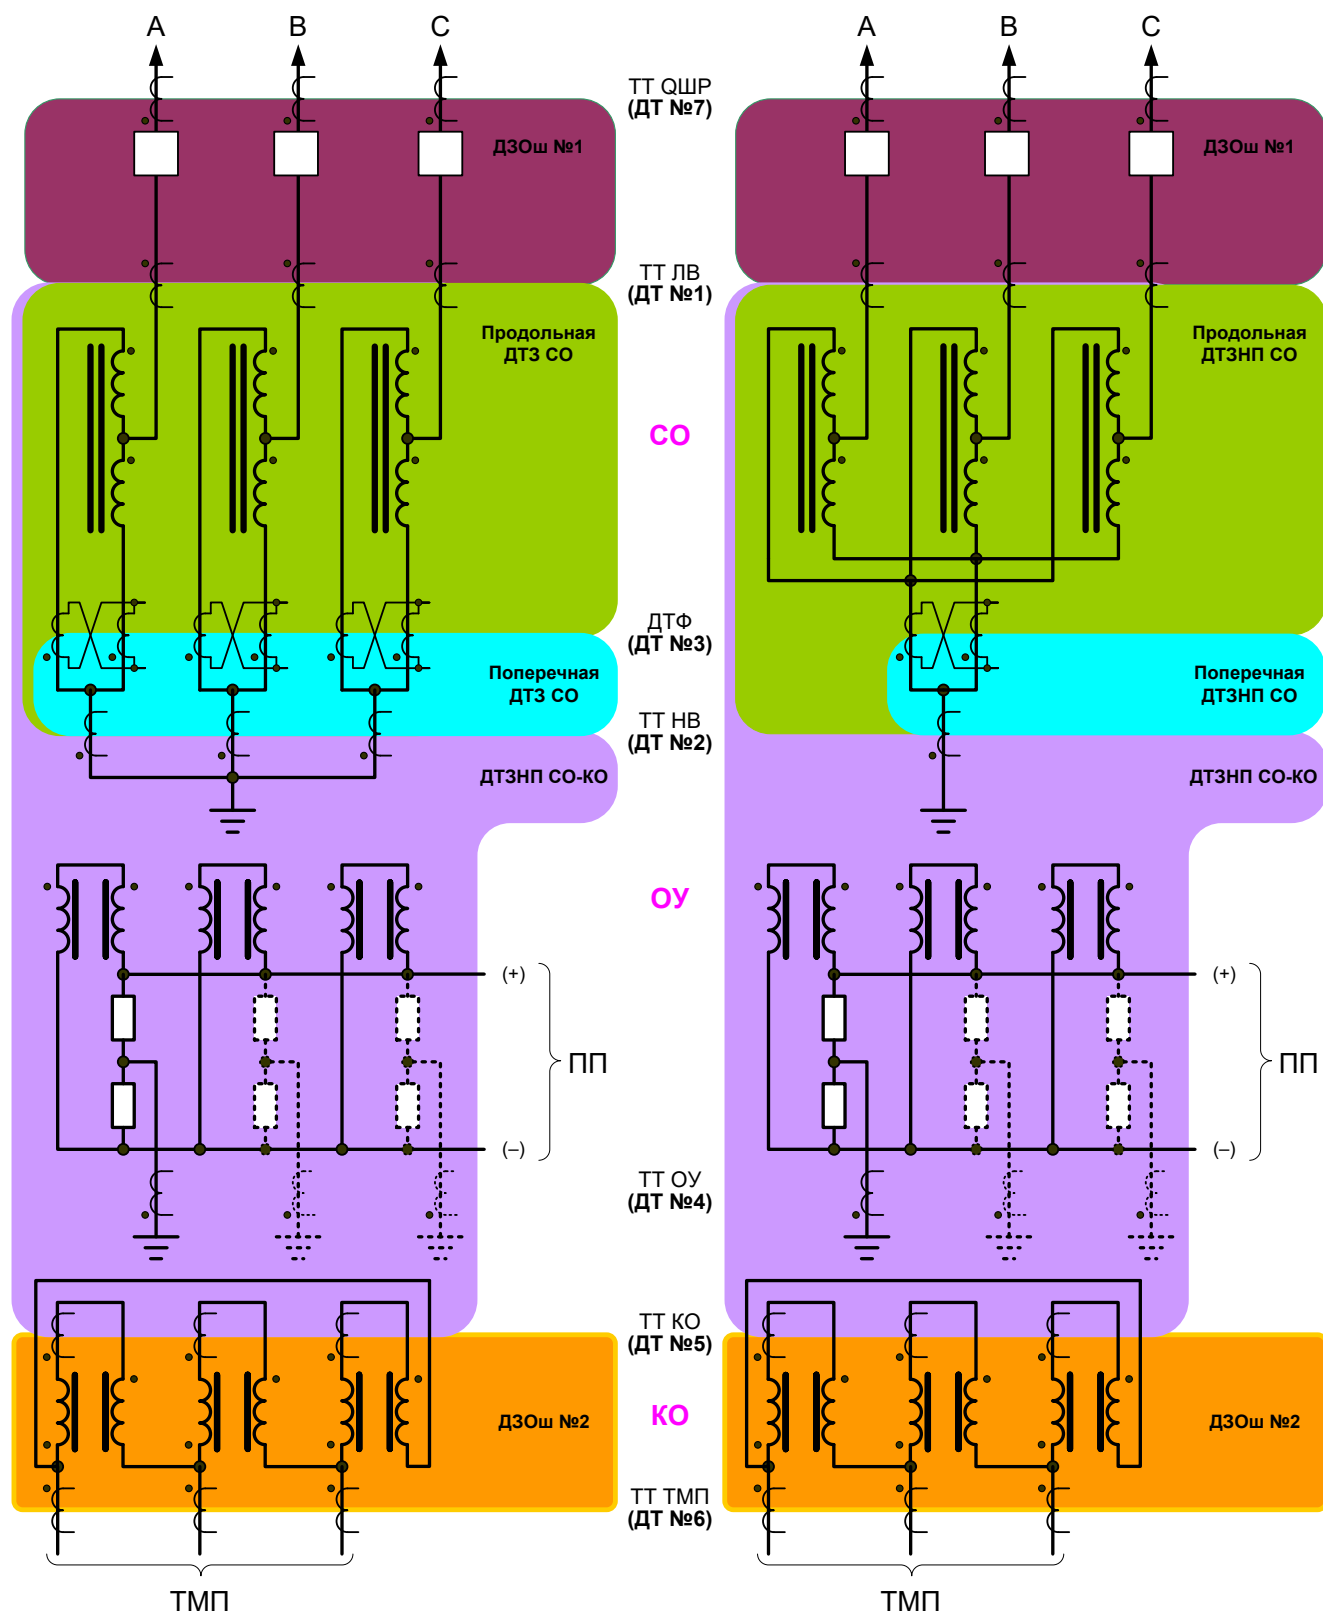 A B C A B C
ТТ QШР
(ДТ №7)
ДЗОш №1 ДЗОш №1
ТТ ЛВ
(ДТ №1)
Продольная
ДТЗ СО
Продольная
ДТЗНП СО
СО
ДТФ
(ДТ №3)
Поперечная
ДТЗ СО
Поперечная
ДТЗНП СО
ТТ НВ
(ДТ №2)
ДТЗНП СО-КО ДТЗНП СО-КО
ОУ
(+) (+)
ПП ПП
(–) (–)
ТТ ОУ
(ДТ №4)
ТТ КО
(ДТ №5)
КО
ДЗОш №2 ДЗОш №2
ТТ ТМП
(ДТ №6)
ТМП ТМП